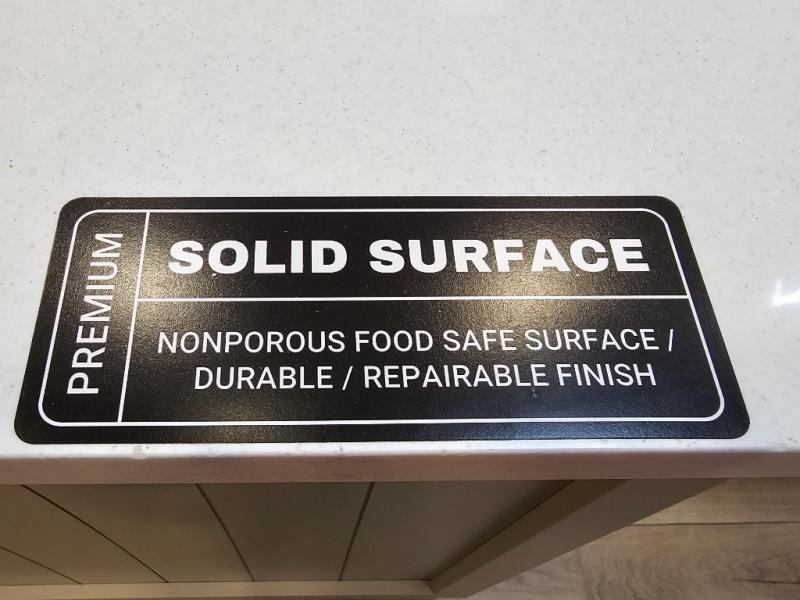 PREMIUM
SOLID SURFACE
NONPOROUS FOOD SAFE SURFACE /
DURABLE / REPAIRABLE FINISH